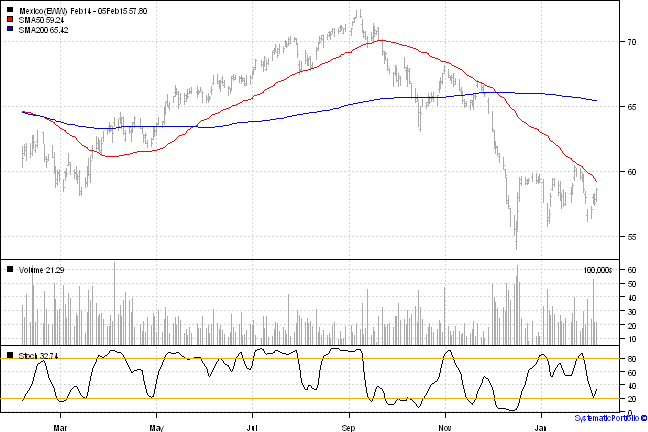 Mexico(EWW) Feb14 - 05Feb15 57.80
SMA50 59.24
SMA200 65.42
70
65
60
55
Volume 21.29
100,000s
60
50
40
30
20
10
Stoch 32.74
80
60
40
20
0
Mar May Jul Sep Nov Jan
SystematicPortfolio ©